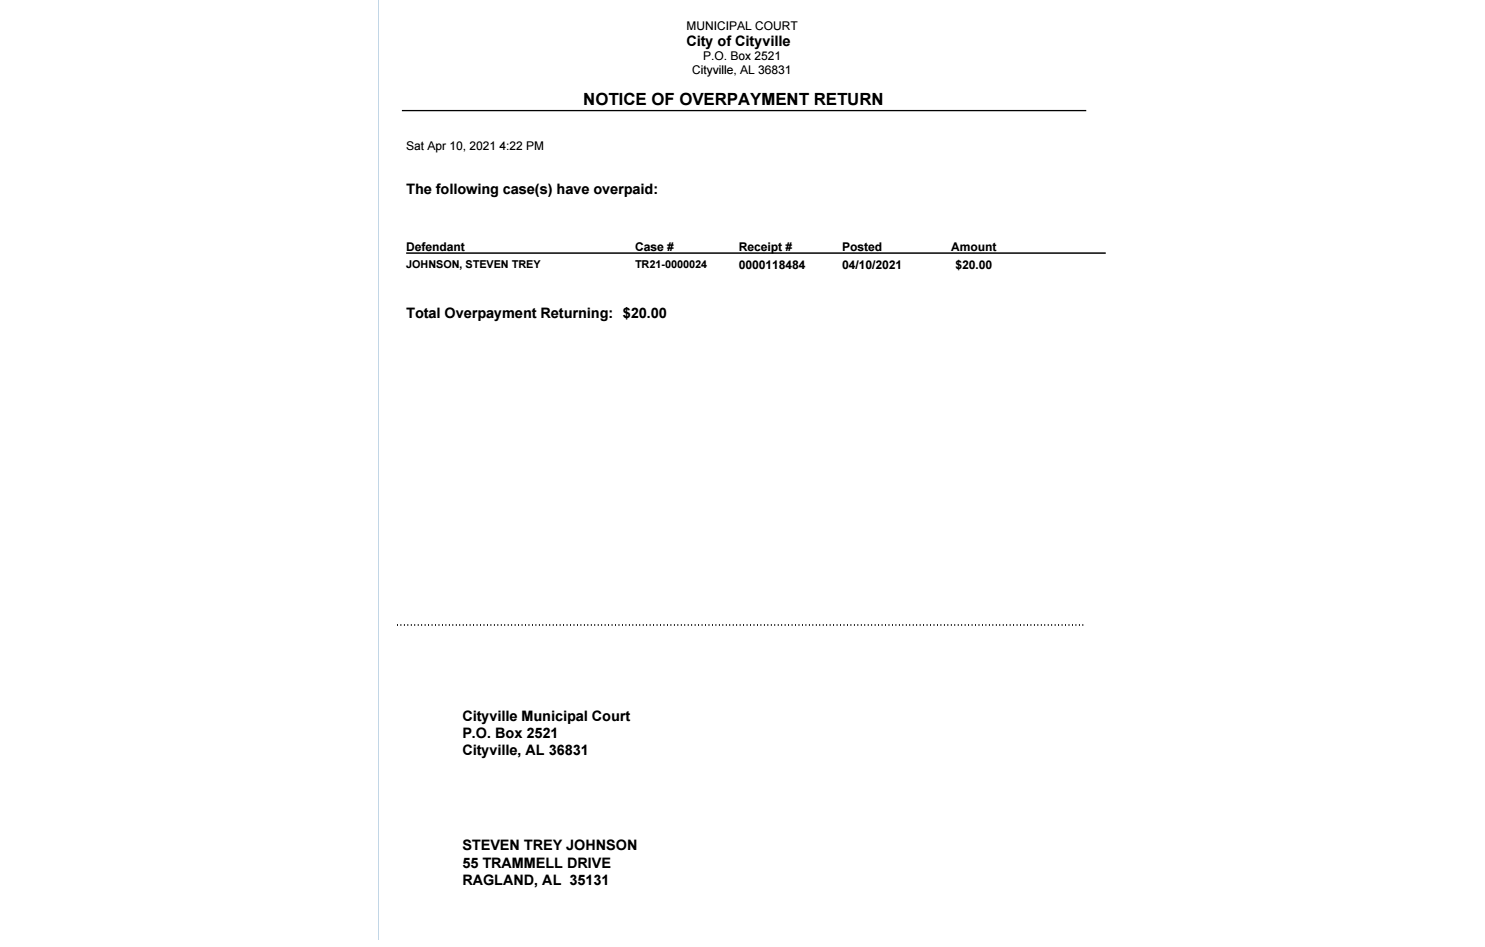 MUNICIPAL COURT
City of Cityville
P.O. Box 2521
Cityville, AL 36831
NOTICE OF OVERPAYMENT RETURN
Sat Apr 10, 2021 4:22 PM
The following case(s) have overpaid:
Defendant Case # Receipt # Posted Amount
JOHNSON, STEVEN TREY TR21-0000024 0000118484 04/10/2021 $20.00
Total Overpayment Returning: $20.00
Cityville Municipal Court
P.O. Box 2521
Cityville, AL 36831
STEVEN TREY JOHNSON
55 TRAMMELL DRIVE
RAGLAND, AL 35131